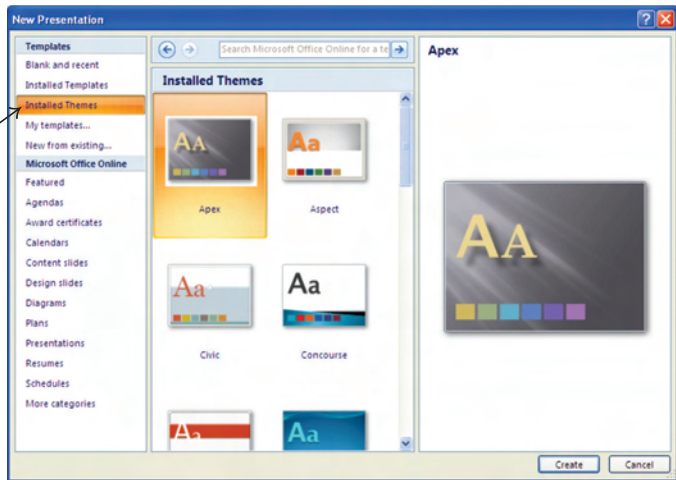 New Presentation
Templates
Blank and recent
Installed Templates
Installed Themes
My templates...
New from existing...
Microsoft Office Online
Featured
Agendas
Award certificates
Calendars
Content slides
Design slides
Diagrams
Plans
Presentations
Resumes
Schedules
More categories
Search Microsoft Office Online for a te
Installed Themes
AA
Apex
Aa
Aspect
Aa
Civic
Aa
Concourse
Aa
Aa
Apex
AA
Create
Cancel